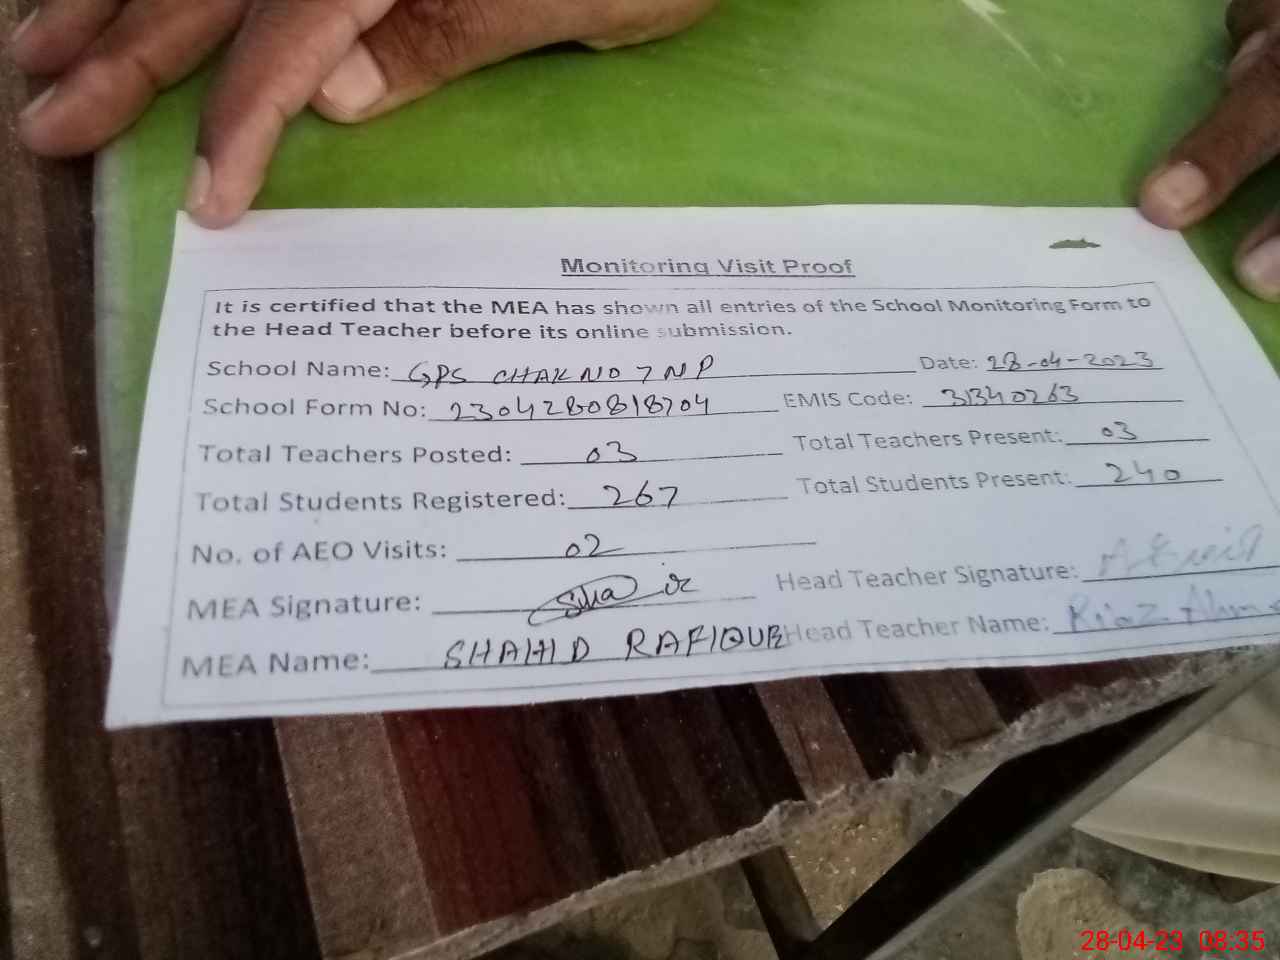 Monitoring Visit Proof
It is certified that the MEA has shown all entries of the School Monitoring Form to
the Head Teacher before its online submission.
School Name: GPS CHAK NO 7 NP Date: 28-04-2023
School Form No: 2304280818704 EMIS Code: 31340263
Total Teachers Posted: 03 Total Teachers Present: 03
Total Students Registered: 267 Total Students Present: 240
No. of AEO Visits: 02
MEA Signature: Head Teacher Signature:
MEA Name: SHAHID RAFIQUE Head Teacher Name: Riaz
28-04-23 08:35